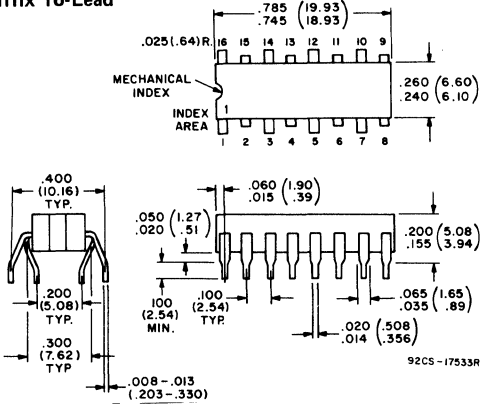 .785 (19.93)
.745 (18.93)
.025(.64)R. 16 15 14 13 12 11 10 9
MECHANICAL
INDEX
INDEX
AREA
1
1 2 3 4 5 6 7 8
.260 (6.60)
.240 (6.10)
.400
(10.16)
TYP.
.060 (1.90)
.015 (.39)
.050 (1.27)
.020 (.51)
.200 (5.08)
.155 (3.94)
.200
(5.08)
TYP.
.100
(2.54)
MIN.
.100
(2.54)
TYP.
.065 (1.65)
.035 (.89)
.300
(7.62)
TYP
.020 (.508)
.014 (.356)
92CS-17533R
.008-.013
(.203-.330)